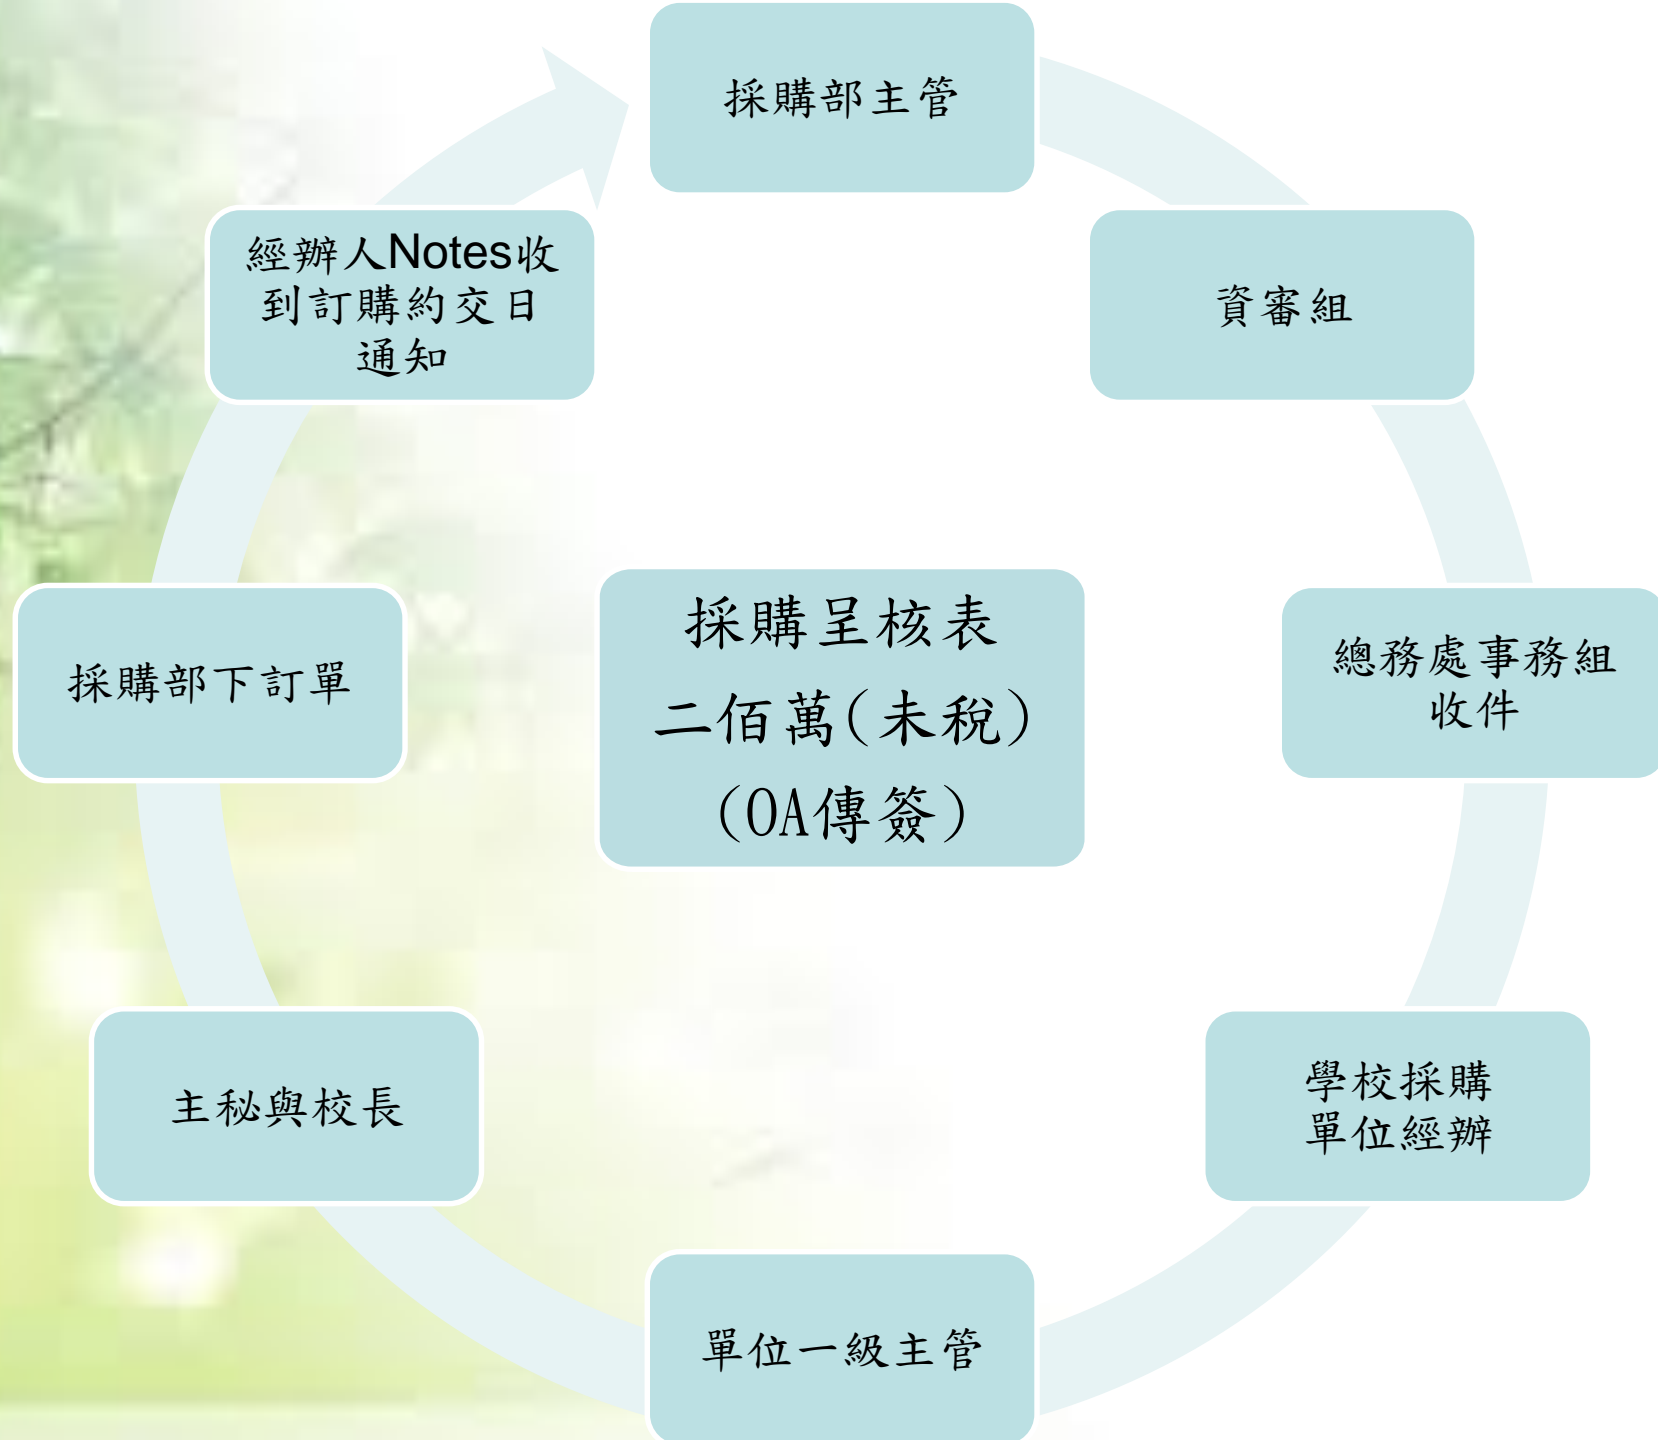 採購部主管
資審組
總務處事務組
收件
學校採購
單位經辦
單位一級主管
主秘與校長
採購部下訂單
經辦人Notes收
到訂購約交日
通知
採購呈核表
二佰萬(未稅)
(OA傳簽)